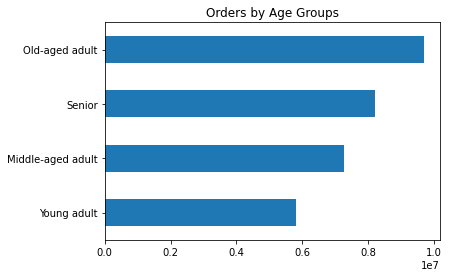 Orders by Age Groups
Old-aged adult
Senior
Middle-aged adult
Young adult
0.0 0.2 0.4 0.6 0.8 1.0
1e7